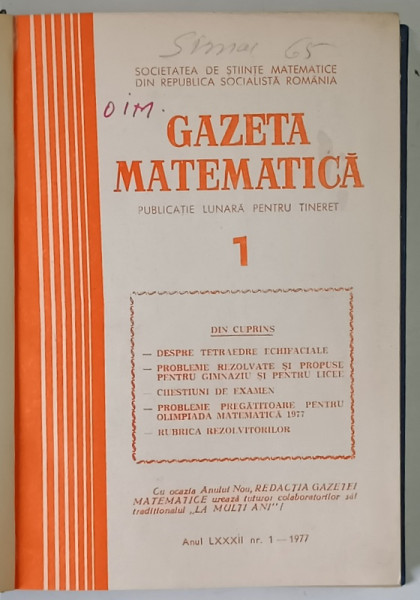 Simar 65
SOCIETATEA DE ȘTIINȚE MATEMATICE
DIN REPUBLICA SOCIALISTĂ ROMÂNIA
OIM.
GAZETA
MATEMATICĂ
PUBLICAȚIE LUNARĂ PENTRU TINERET
1
DIN CUPRINS
— DESPRE TETRAEDRE ECHIFACIALE
— PROBLEME REZOLVATE ȘI PROPUSE
PENTRU GIMNAZIU ȘI PENTRU LICEE
— CHESTIUNI DE EXAMEN
— PROBLEME PREGĂTITOARE PENTRU
OLIMPIADA MATEMATICĂ 1977
— RUBRICA REZOLVITORILOR
Cu ocazia Anului Nou, REDACȚIA GAZETEI
MATEMATICE urează tuturor colaboratorilor săi
tradiționalul „LA MULȚI ANI"!
Anul LXXXII nr. 1 — 1977